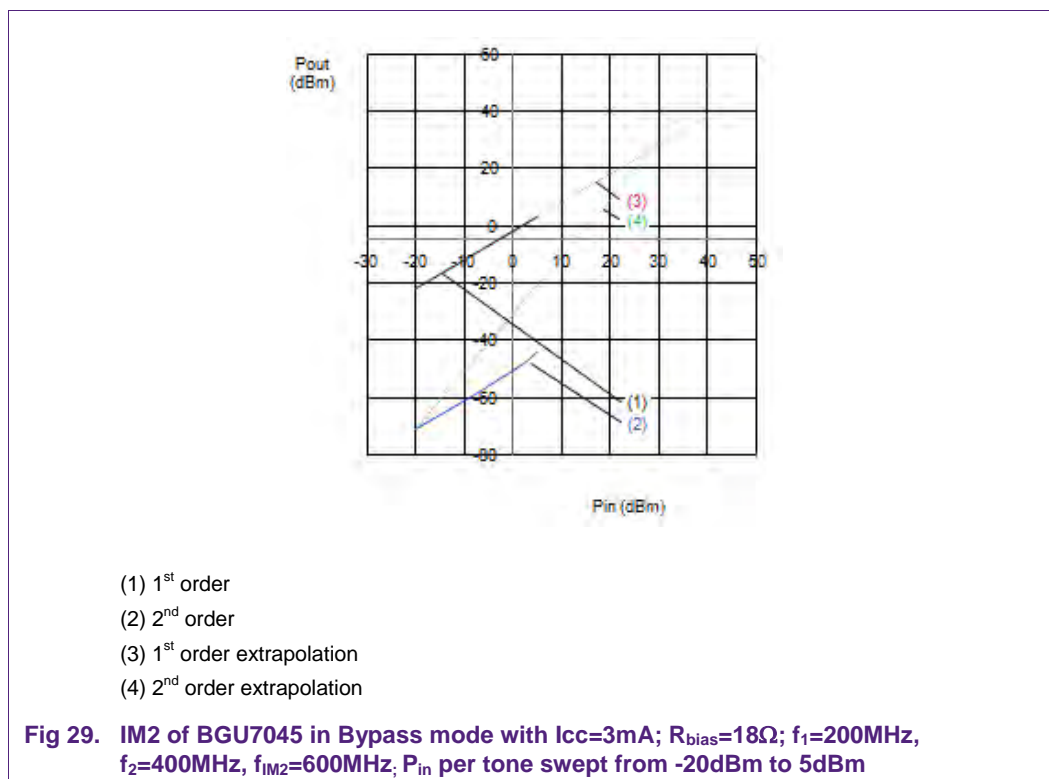 Pout
(dBm)
60
40
20
0
-30 -20 -10 0 10 20 30 40 50
-20
-40
-60
-80
(3)
(4)
(1)
(2)
Pin (dBm)
(1) 1st order
(2) 2nd order
(3) 1st order extrapolation
(4) 2nd order extrapolation
Fig 29. IM2 of BGU7045 in Bypass mode with Icc=3mA; Rbias=18Ω; f1=200MHz,
f2=400MHz, fIM2=600MHz; Pin per tone swept from -20dBm to 5dBm